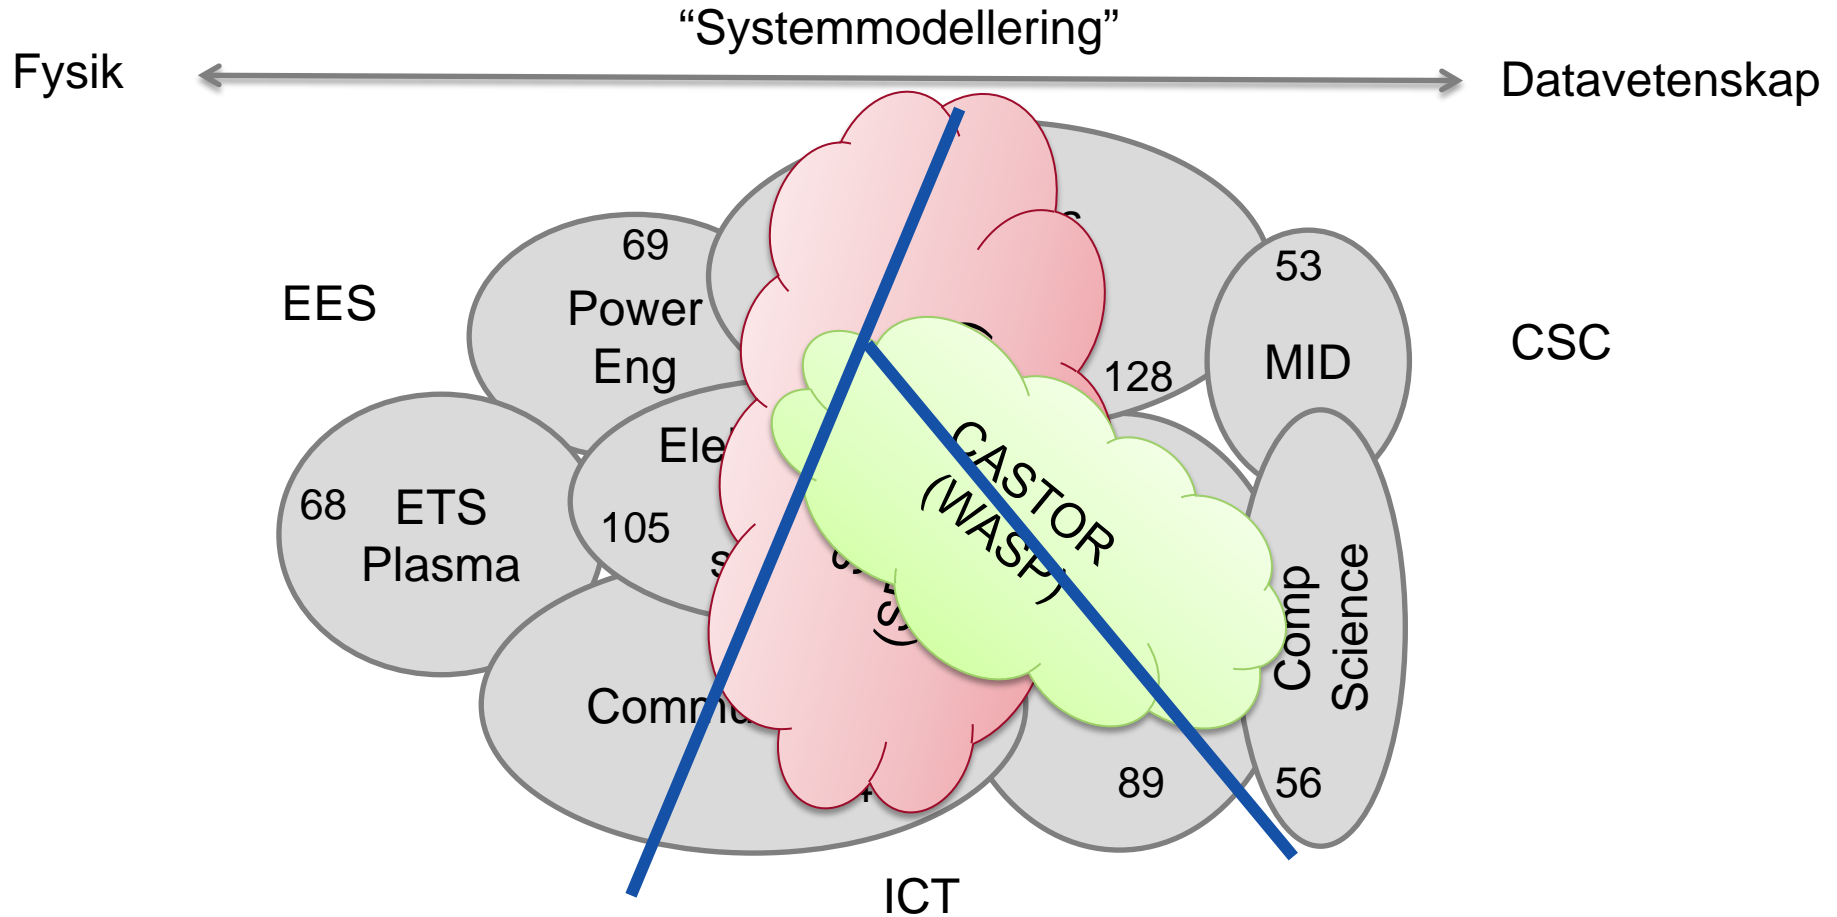 “Systemmodellering”
Fysik
Datavetenskap
69
53
EES
Power
Eng
CSC
128
MID
68
ETS
Plasma
105
CASTOR
(WASP)
Comp
Science
89
56
ICT